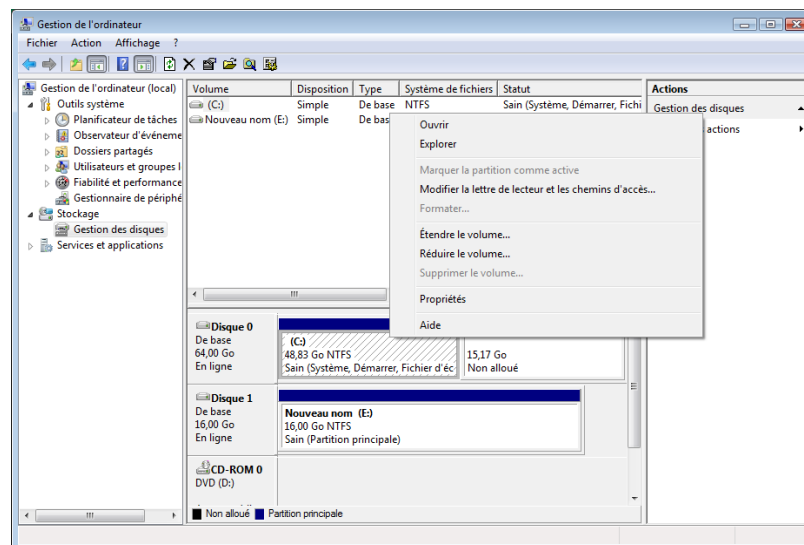 Gestion de l'ordinateur
Fichier Action Affichage ?
Gestion de l'ordinateur (local)
Outils système
Planificateur de tâches
Observateur d'événeme
Dossiers partagés
Utilisateurs et groupes l
Fiabilité et performance
Gestionnaire de périphé
Stockage
Gestion des disques
Services et applications
Volume Disposition Type Système de fichiers Statut
(C:) Simple De base NTFS Sain (Système, Démarrer, Fichi
Nouveau nom (E:) Simple De bas
Actions
Gestion des disques
actions
Ouvrir
Explorer
Marquer la partition comme active
Modifier la lettre de lecteur et les chemins d'accès...
Formater...
Étendre le volume...
Réduire le volume...
Supprimer le volume...
Propriétés
Aide
Disque 0
De base
64,00 Go
En ligne
(C:)
48,83 Go NTFS
Sain (Système, Démarrer, Fichier d'éc
15,17 Go
Non alloué
Disque 1
De base
16,00 Go
En ligne
Nouveau nom (E:)
16,00 Go NTFS
Sain (Partition principale)
CD-ROM 0
DVD (D:)
Non alloué Partition principale